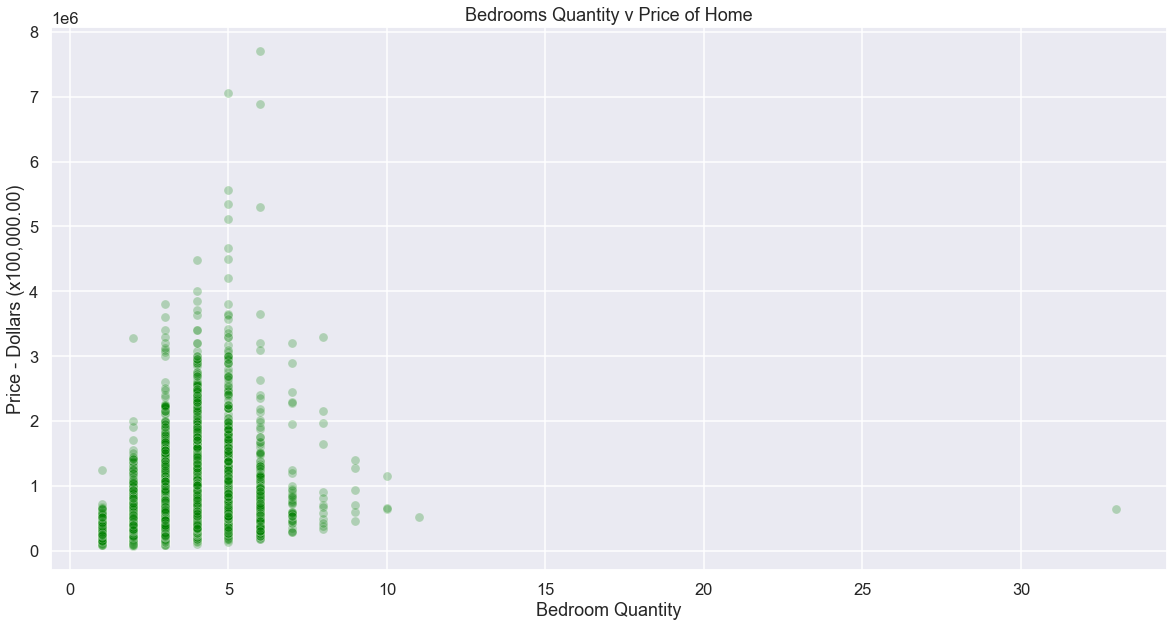 Bedrooms Quantity v Price of Home
1e6
8
7
6
5
4
3
2
1
0
Price - Dollars (x100,000.00)
0 5 10 15 20 25 30
Bedroom Quantity